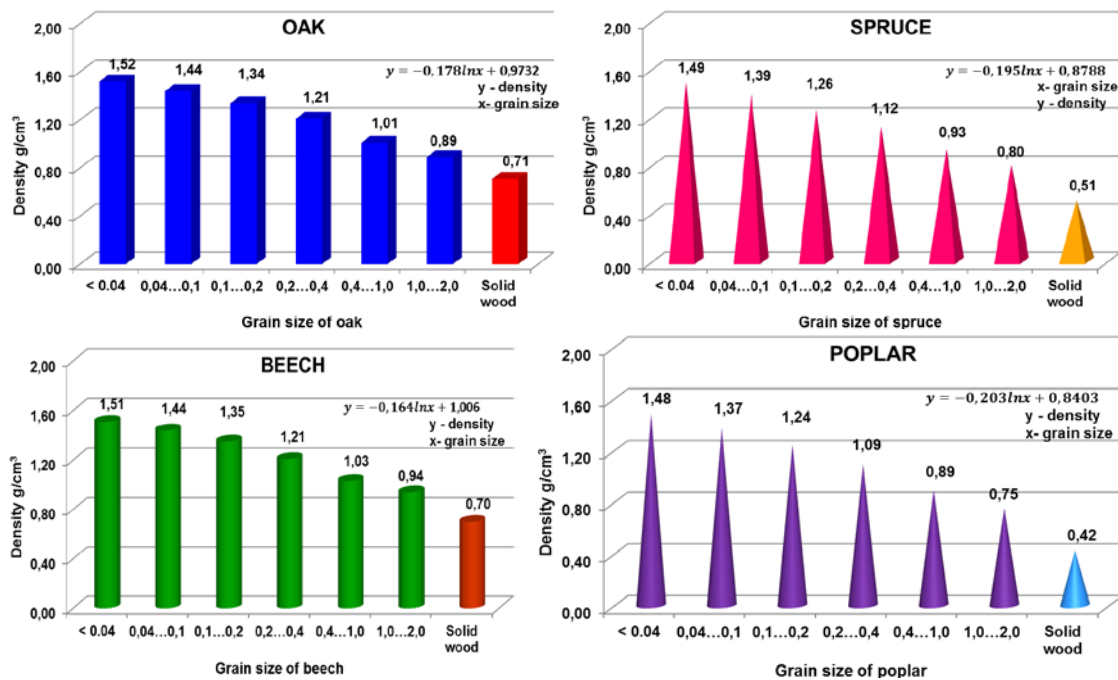 OAK
2,00
1,60
1,20
0,80
0,40
0,00
Density g/cm³
1,52
1,44
1,34
1,21
1,01
0,89
0,71
y = −0,178lnx + 0,9732
y - density
x- grain size
< 0.04
0,04...0,1
0,1...0,2
0,2...0,4
0,4...1,0
1,0...2,0
Solid
wood
Grain size of oak
SPRUCE
2,00
1,60
1,20
0,80
0,40
0,00
Density g/cm³
1,49
1,39
1,26
1,12
0,93
0,80
0,51
y = −0,195lnx + 0,8788
x- grain size
y - density
< 0.04
0,04...0,1
0,1...0,2
0,2...0,4
0,4...1,0
1,0...2,0
Solid
wood
Grain size of spruce
BEECH
2,00
1,60
1,20
0,80
0,40
0,00
Density g/cm³
1,51
1,44
1,35
1,21
1,03
0,94
0,70
y = −0,164lnx + 1,006
y - density
x- grain size
< 0.04
0,04...0,1
0,1...0,2
0,2...0,4
0,4...1,0
1,0...2,0
Solid
wood
Grain size of beech
POPLAR
2,00
1,60
1,20
0,80
0,40
0,00
Density g/cm³
1,48
1,37
1,24
1,09
0,89
0,75
0,42
y = −0,203lnx + 0,8403
y - density
x- grain size
< 0.04
0,04...0,1
0,1...0,2
0,2...0,4
0,4...1,0
1,0...2,0
Solid
wood
Grain size of poplar